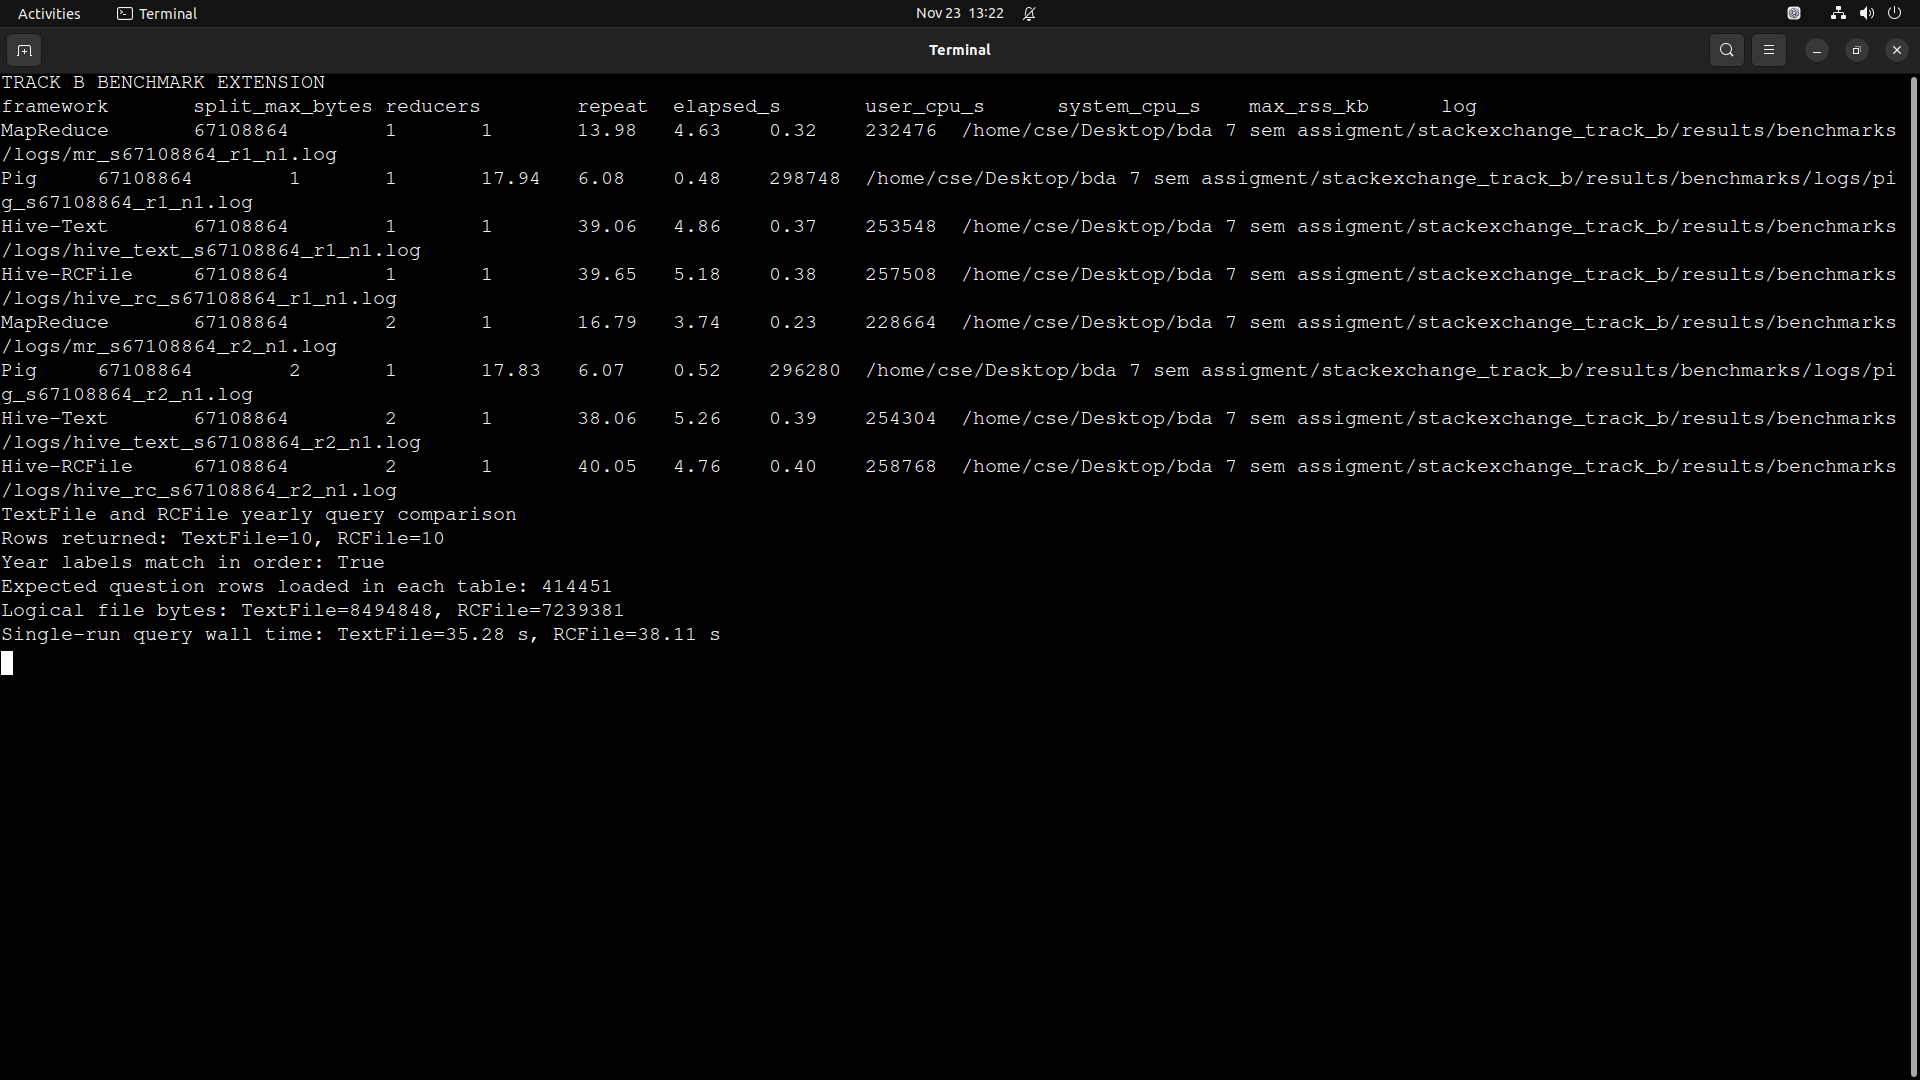 Activities Terminal Nov 23 13:22
Terminal
TRACK B BENCHMARK EXTENSION
framework split_max_bytes reducers repeat elapsed_s user_cpu_s system_cpu_s max_rss_kb log
MapReduce 67108864 1 1 13.98 4.63 0.32 232476 /home/cse/Desktop/bda 7 sem assigment/stackexchange_track_b/results/benchmarks
/logs/mr_s67108864_r1_n1.log
Pig 67108864 1 1 17.94 6.08 0.48 298748 /home/cse/Desktop/bda 7 sem assigment/stackexchange_track_b/results/benchmarks/logs/pi
g_s67108864_r1_n1.log
Hive-Text 67108864 1 1 39.06 4.86 0.37 253548 /home/cse/Desktop/bda 7 sem assigment/stackexchange_track_b/results/benchmarks
/logs/hive_text_s67108864_r1_n1.log
Hive-RCFile 67108864 1 1 39.65 5.18 0.38 257508 /home/cse/Desktop/bda 7 sem assigment/stackexchange_track_b/results/benchmarks
/logs/hive_rc_s67108864_r1_n1.log
MapReduce 67108864 2 1 16.79 3.74 0.23 228664 /home/cse/Desktop/bda 7 sem assigment/stackexchange_track_b/results/benchmarks
/logs/mr_s67108864_r2_n1.log
Pig 67108864 2 1 17.83 6.07 0.52 296280 /home/cse/Desktop/bda 7 sem assigment/stackexchange_track_b/results/benchmarks/logs/pi
g_s67108864_r2_n1.log
Hive-Text 67108864 2 1 38.06 5.26 0.39 254304 /home/cse/Desktop/bda 7 sem assigment/stackexchange_track_b/results/benchmarks
/logs/hive_text_s67108864_r2_n1.log
Hive-RCFile 67108864 2 1 40.05 4.76 0.40 258768 /home/cse/Desktop/bda 7 sem assigment/stackexchange_track_b/results/benchmarks
/logs/hive_rc_s67108864_r2_n1.log
TextFile and RCFile yearly query comparison
Rows returned: TextFile=10, RCFile=10
Year labels match in order: True
Expected question rows loaded in each table: 414451
Logical file bytes: TextFile=8494848, RCFile=7239381
Single-run query wall time: TextFile=35.28 s, RCFile=38.11 s